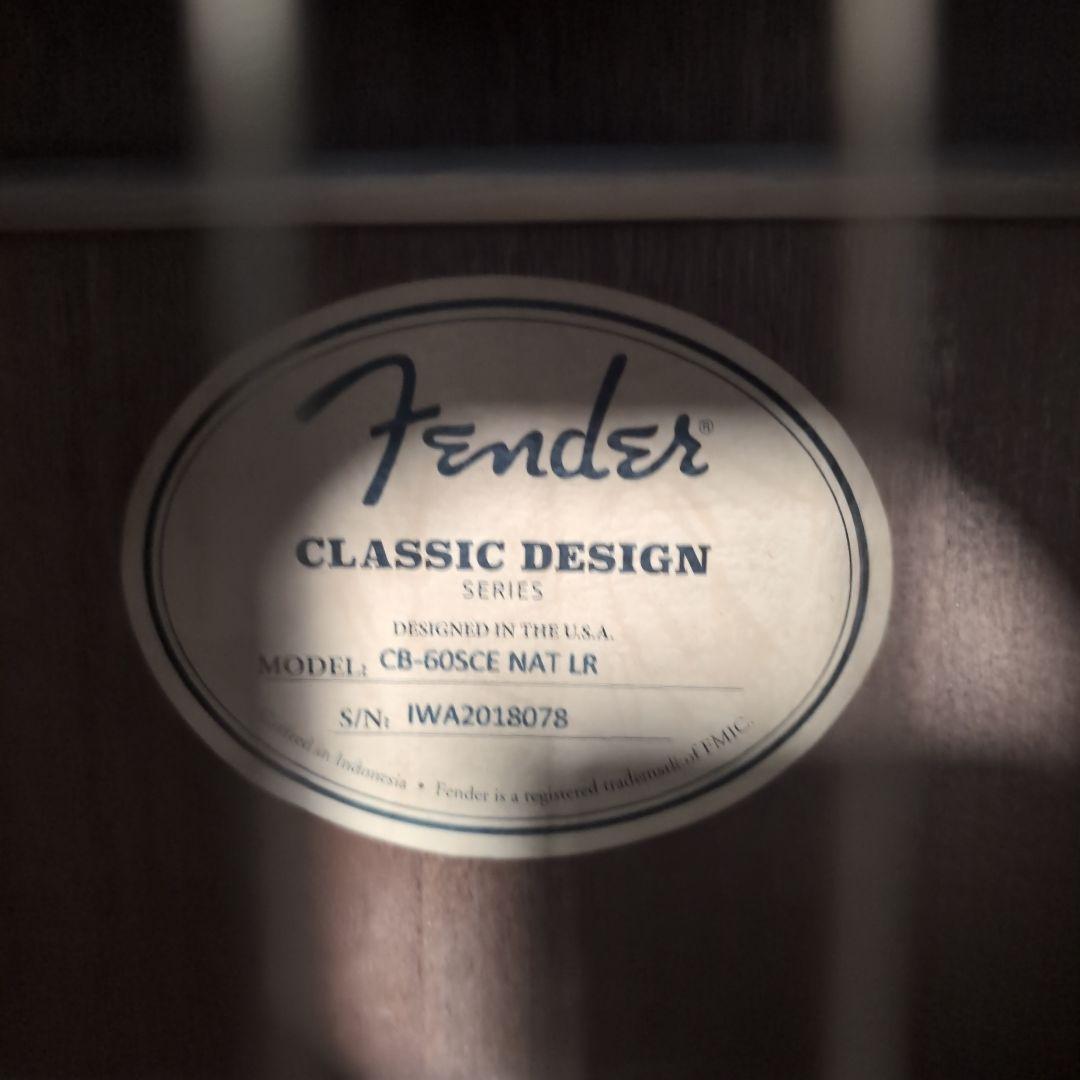 Fender®
CLASSIC DESIGN
SERIES
DESIGNED IN THE U.S.A.
MODEL: CB-60SCE NAT LR
S/N: IWA2018078
in Indonesia • Fender is a registered trademark of FMIC.